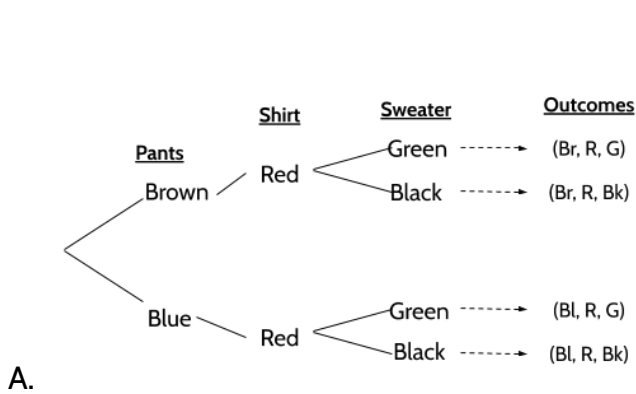 Pants Shirt Sweater Outcomes
Green (Br, R, G)
Brown Red
Black (Br, R, Bk)
Green (Bl, R, G)
Blue Red
Black (Bl, R, Bk)
A.